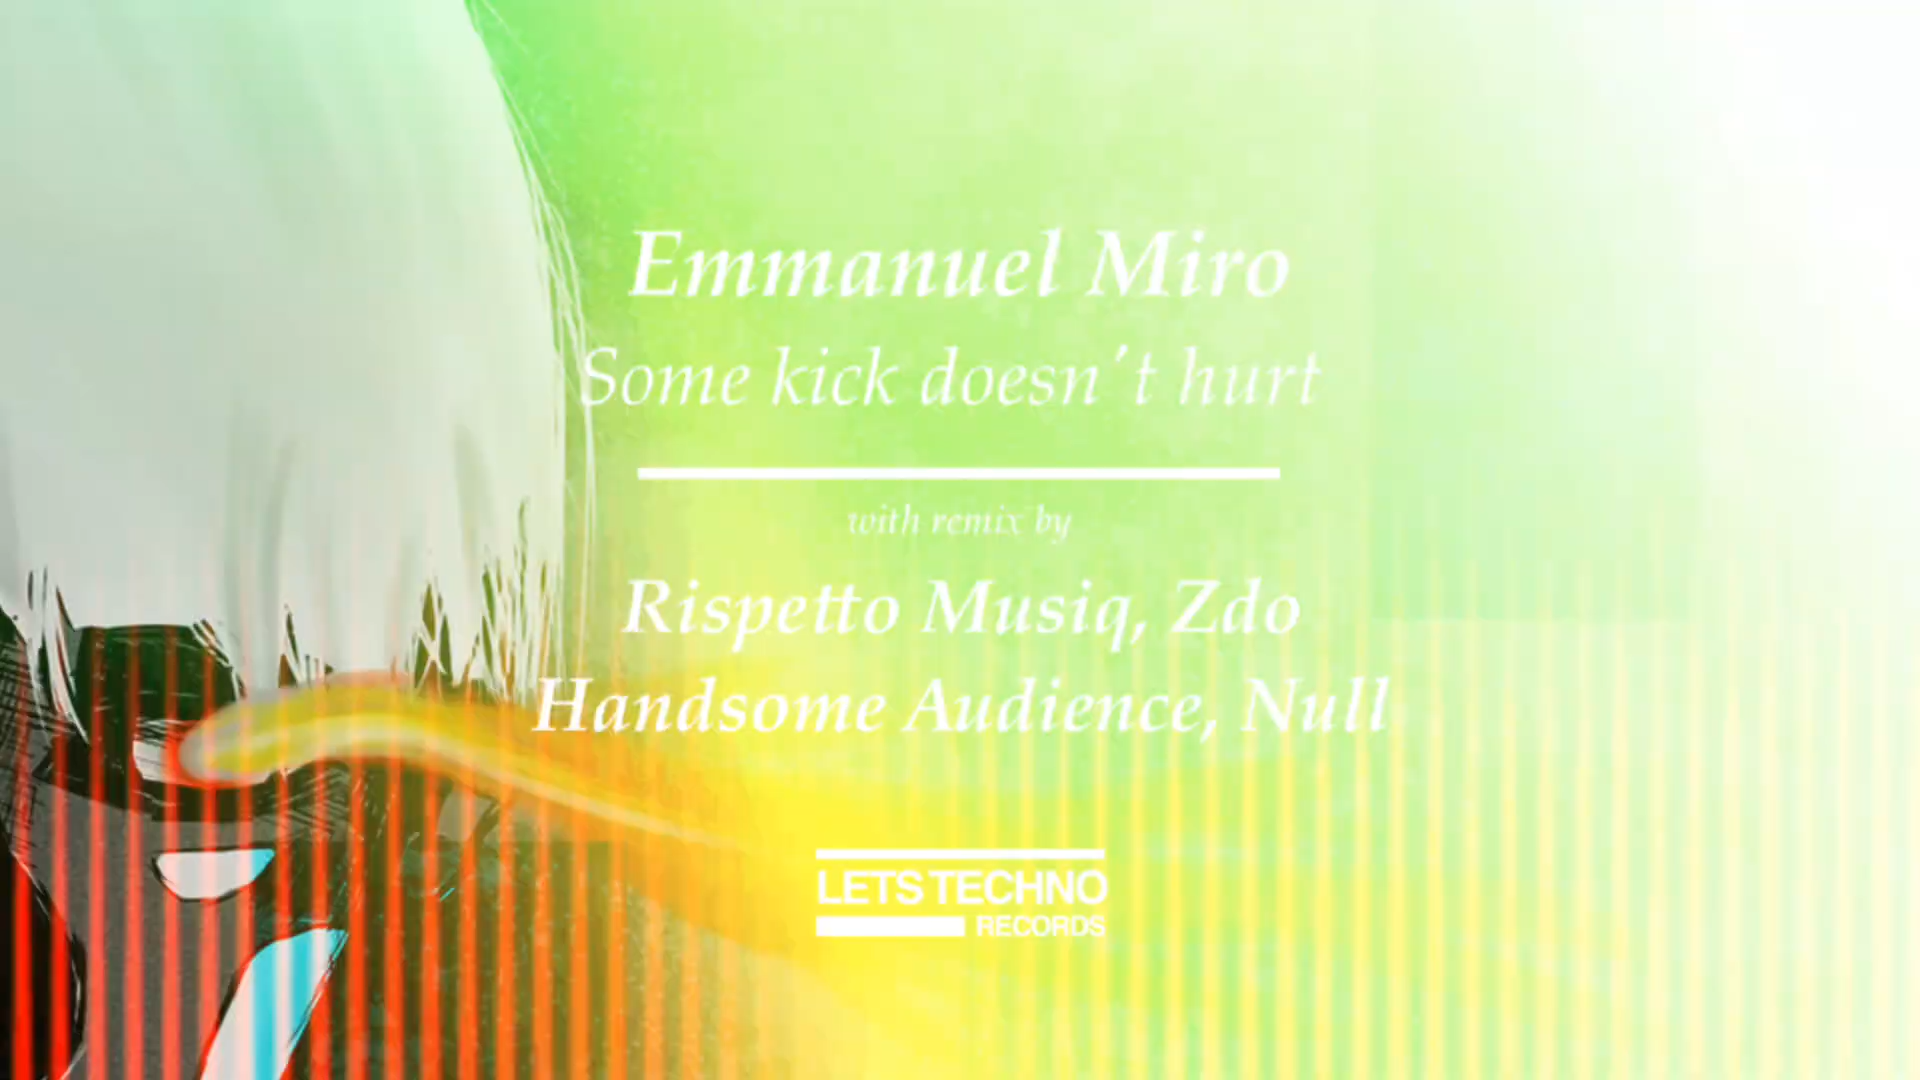 Emmanuel Miro
Some kick doesn't hurt
with remix by
Rispetto Musiq, Zdo
Handsome Audience, Null
LETS TECHNO
RECORDS